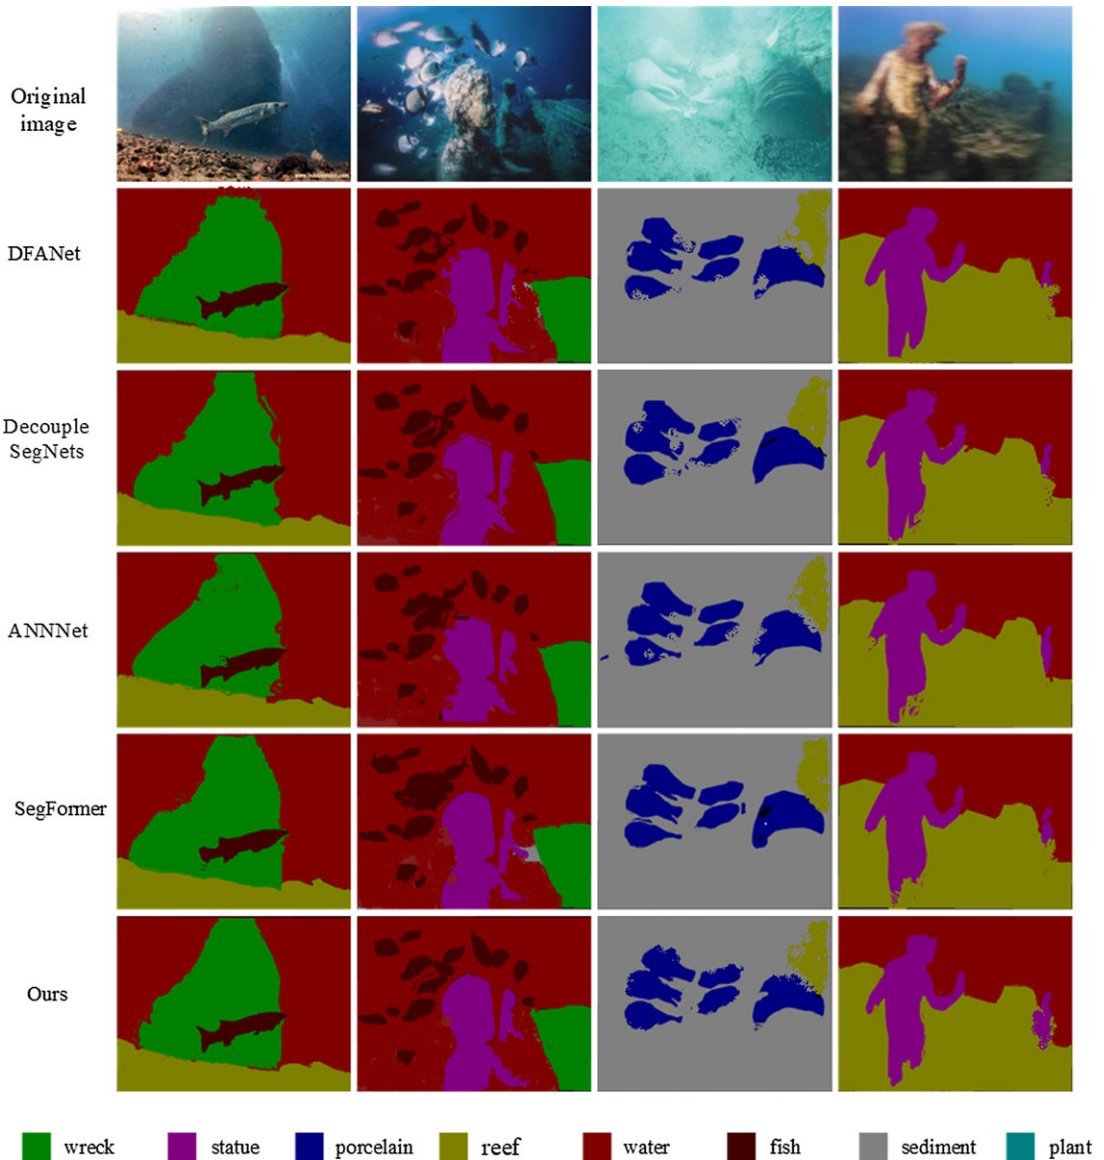 Original
image
DFANet
Decouple
SegNets
ANNNet
SegFormer
Ours
wreck
statue
porcelain
reef
water
fish
sediment
plant